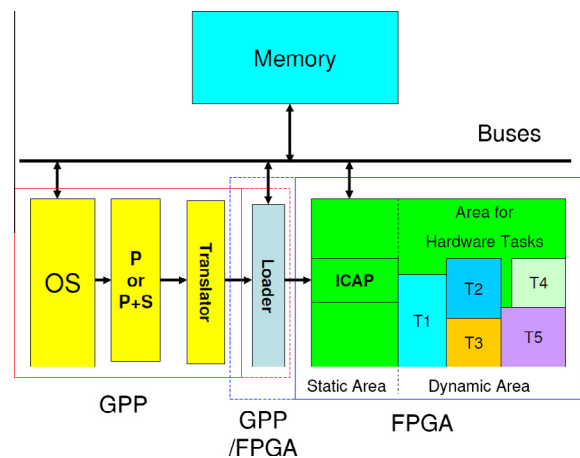 Memory
Buses
OS
P
or
P+S
Translator
Loader
ICAP
Area for
Hardware Tasks
T1
T2
T3
T4
T5
Static Area
Dynamic Area
GPP
GPP
/FPGA
FPGA